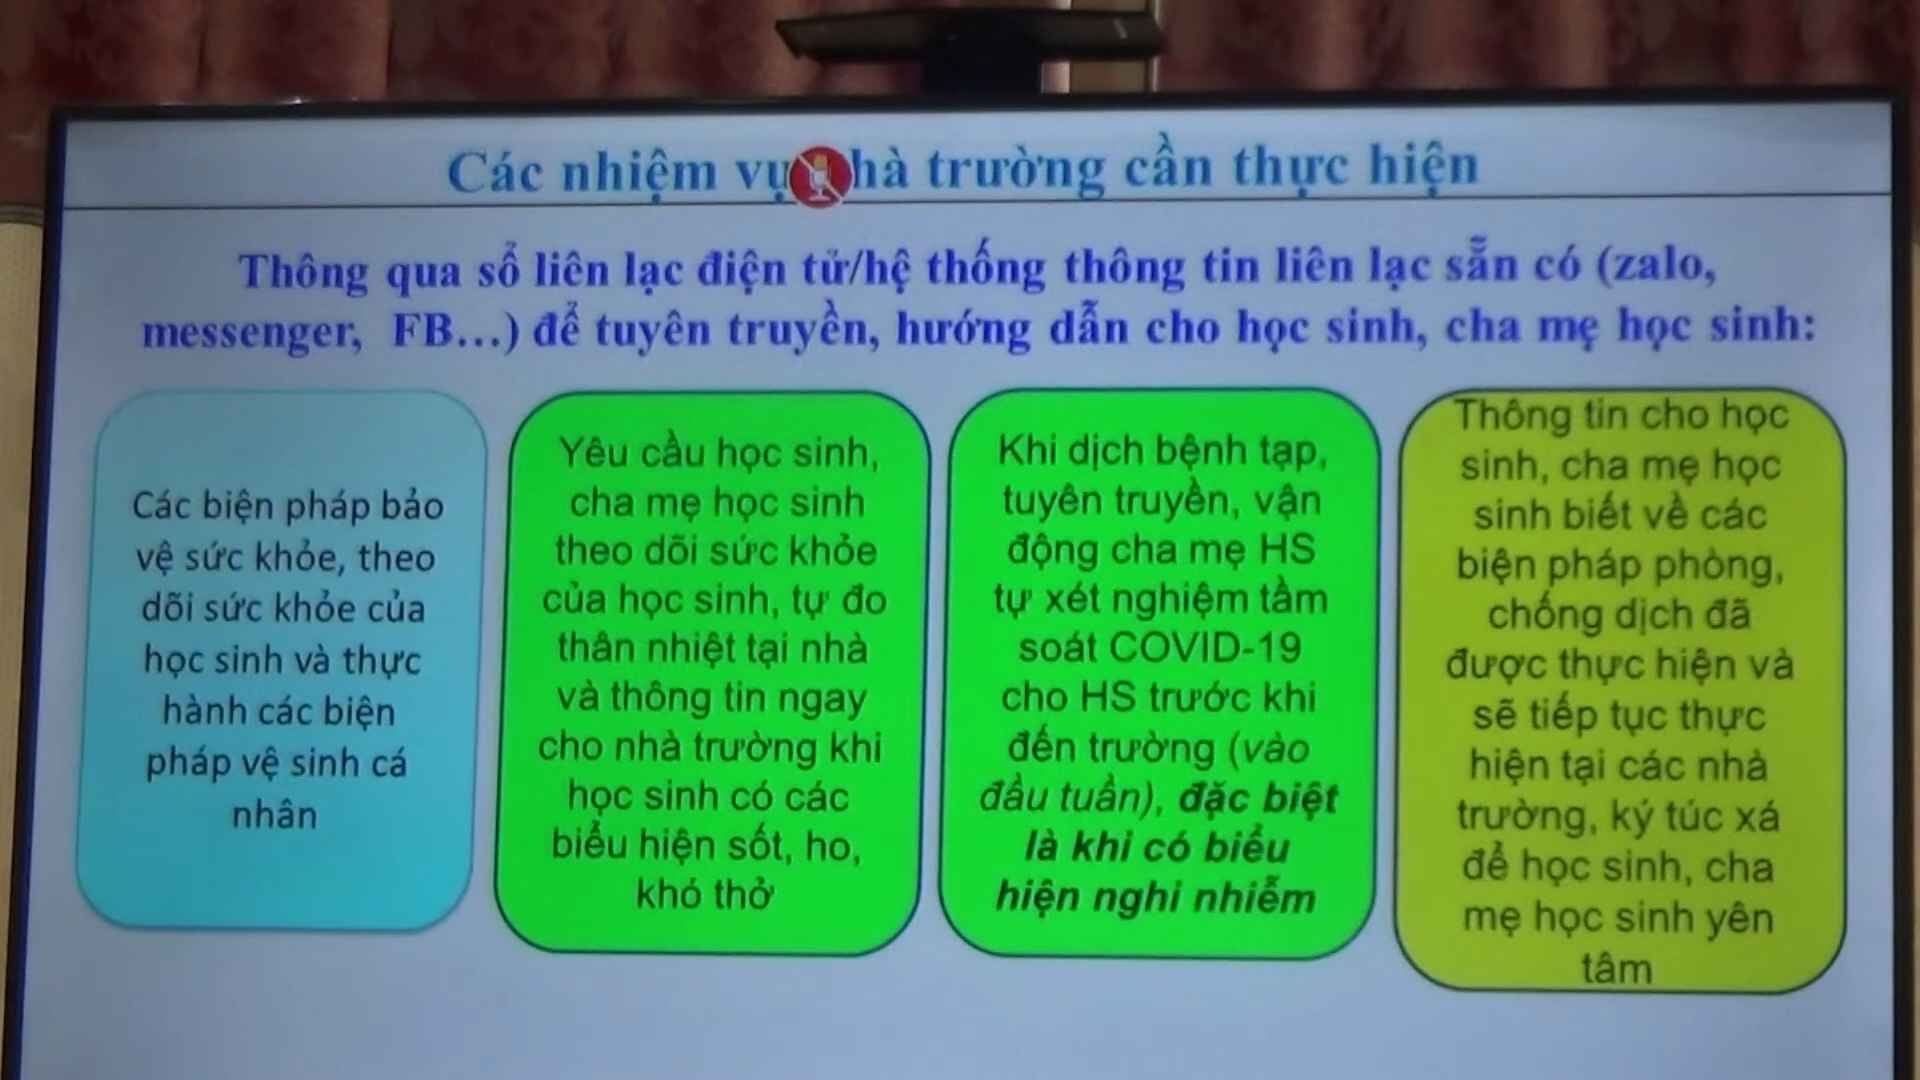 Các nhiệm vụ hà trường cần thực hiện
Thông qua sổ liên lạc điện tử/hệ thống thông tin liên lạc sẵn có (zalo,
messenger, FB...) để tuyên truyền, hướng dẫn cho học sinh, cha mẹ học sinh:
Các biện pháp bảo
vệ sức khỏe, theo
dõi sức khỏe của
học sinh và thực
hành các biện
pháp vệ sinh cá
nhân
Yêu cầu học sinh,
cha mẹ học sinh
theo dõi sức khỏe
của học sinh, tự đo
thân nhiệt tại nhà
và thông tin ngay
cho nhà trường khi
học sinh có các
biểu hiện sốt, ho,
khó thở
Khi dịch bệnh tạp,
tuyên truyền, vận
động cha mẹ HS
tự xét nghiệm tầm
soát COVID-19
cho HS trước khi
đến trường (vào
đầu tuần), đặc biệt
là khi có biểu
hiện nghi nhiễm
Thông tin cho học
sinh, cha mẹ học
sinh biết về các
biện pháp phòng,
chống dịch đã
được thực hiện và
sẽ tiếp tục thực
hiện tại các nhà
trường, ký túc xá
để học sinh, cha
mẹ học sinh yên
tâm